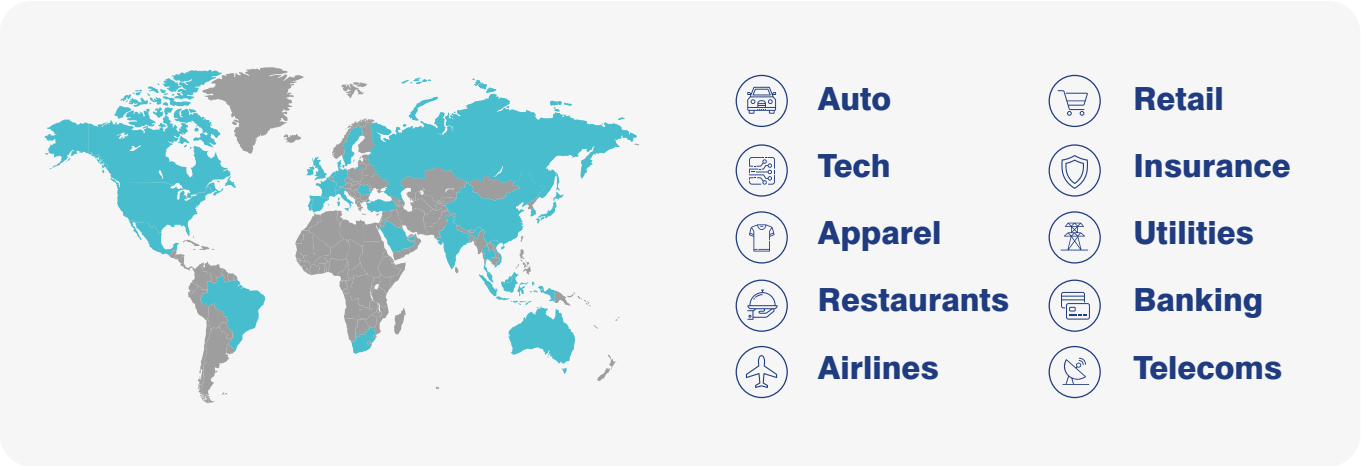 Auto
Tech
Apparel
Restaurants
Airlines
Retail
Insurance
Utilities
Banking
Telecoms